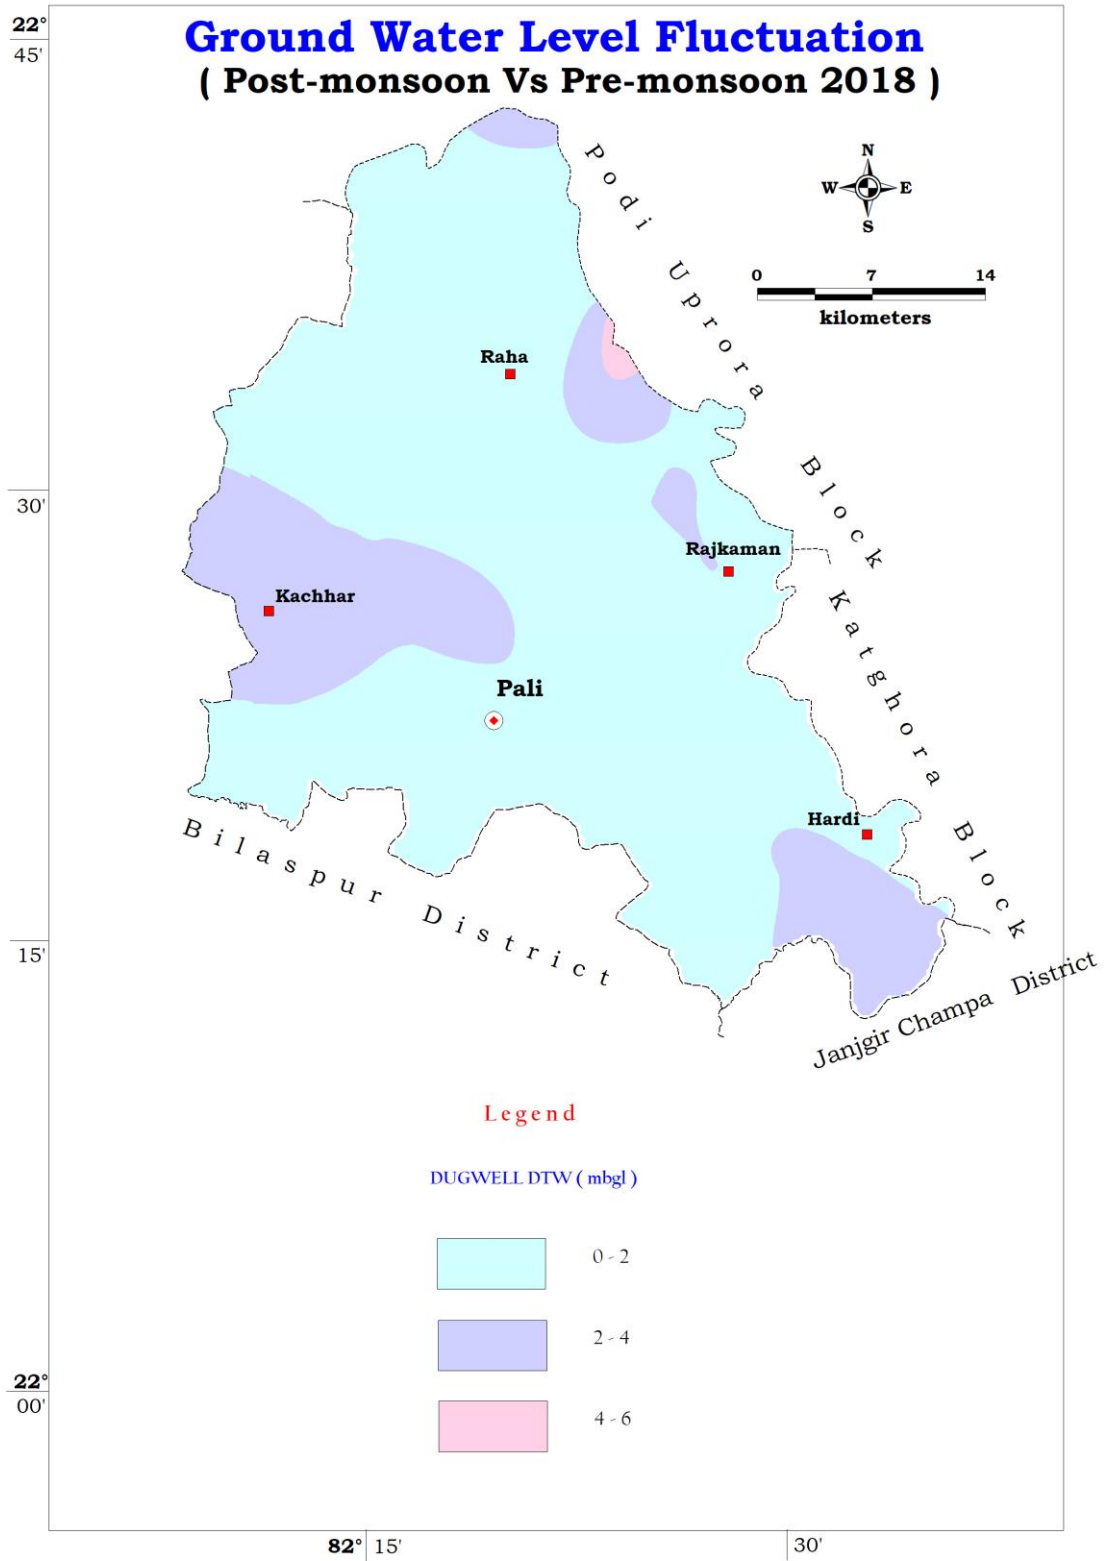 22°
45'
Ground Water Level Fluctuation
( Post-monsoon Vs Pre-monsoon 2018 )
N
W E
S
0 7 14
kilometers
Podi Uprora Block
Raha
30'
Rajkaman
Kachhar
Katghora Block
Pali
Hardi
Bilaspur District
15'
Janjgir Champa District
Legend
DUGWELL DTW ( mbgl )
0 - 2
2 - 4
22°
00'
4 - 6
82° 15' 30'